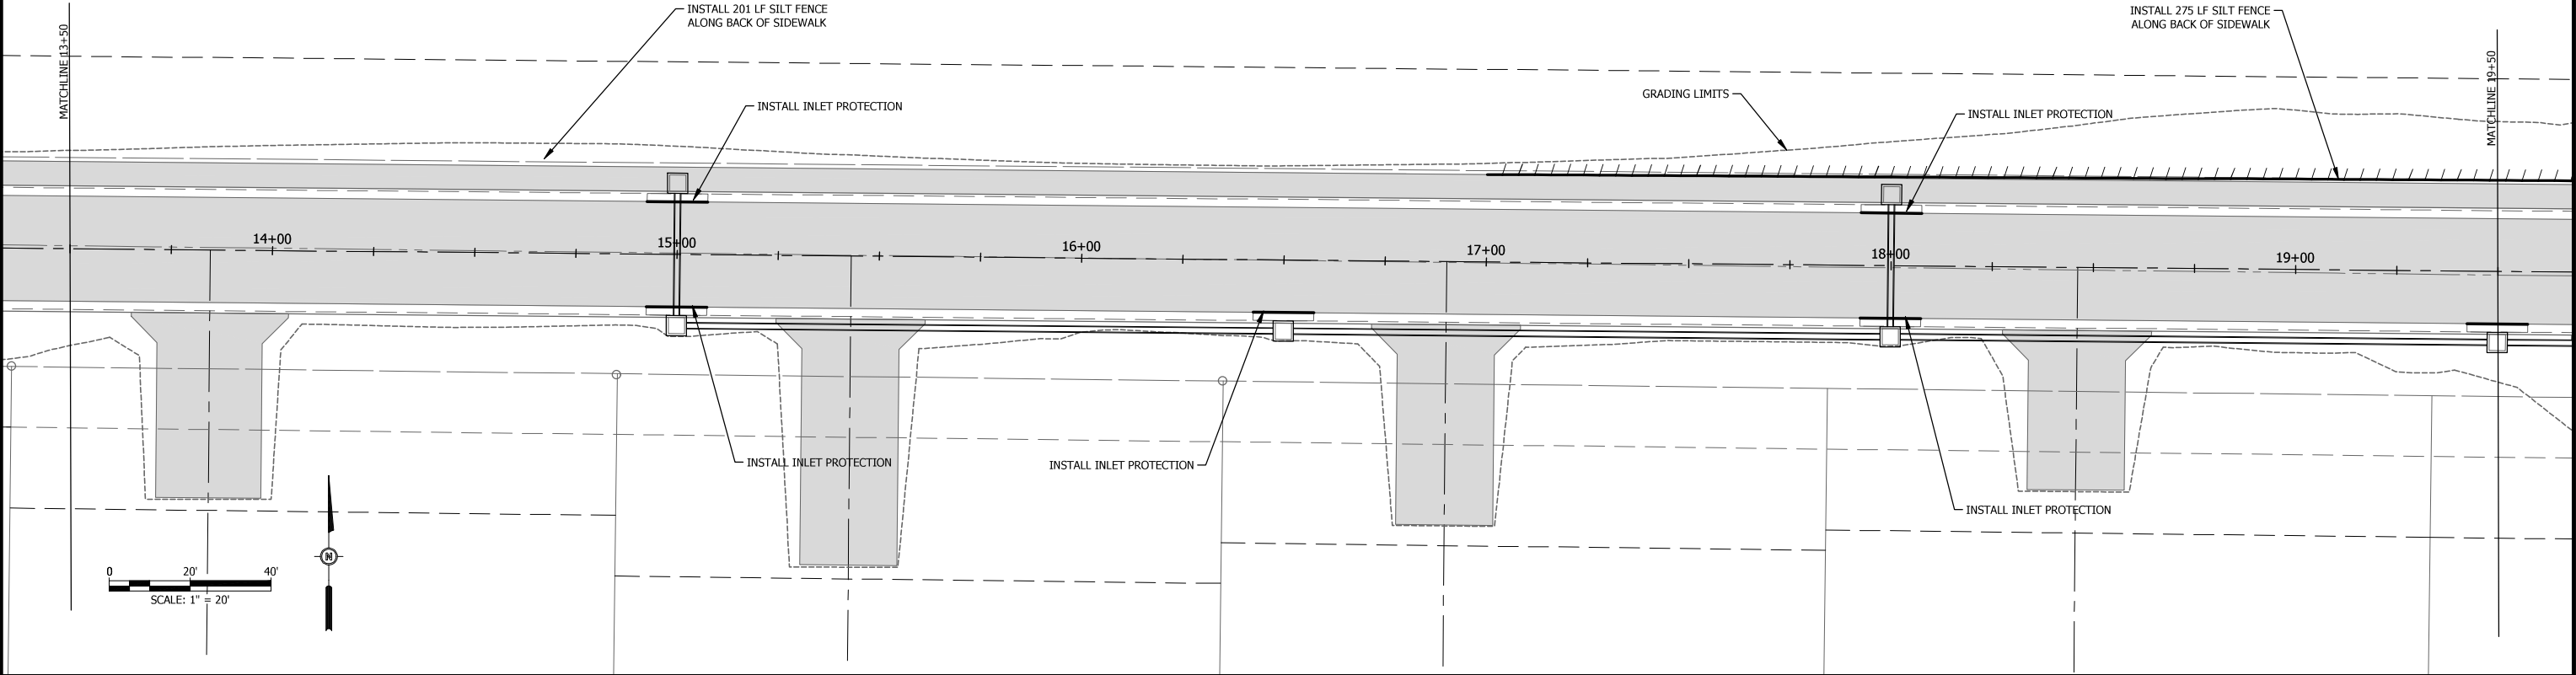 INSTALL 201 LF SILT FENCE
ALONG BACK OF SIDEWALK
INSTALL 275 LF SILT FENCE
ALONG BACK OF SIDEWALK
MATCHLINE 13+50
MATCHLINE 19+50
INSTALL INLET PROTECTION
GRADING LIMITS
INSTALL INLET PROTECTION
14+00
15+00
16+00
17+00
18+00
19+00
INSTALL INLET PROTECTION
INSTALL INLET PROTECTION
INSTALL INLET PROTECTION
N
0 20' 40'
SCALE: 1" = 20'